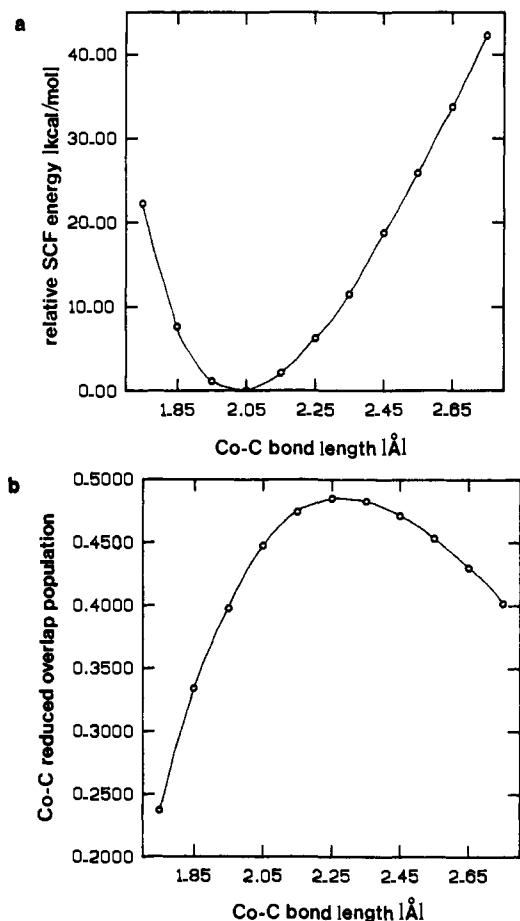 a
relative SCF energy |kcal/mol|
40.00
30.00
20.00
10.00
0.00
1.85 2.05 2.25 2.45 2.65
Co-C bond length |Å|
b
Co-C reduced overlap population
0.5000
0.4500
0.4000
0.3500
0.3000
0.2500
0.2000
1.85 2.05 2.25 2.45 2.65
Co-C bond length |Å|